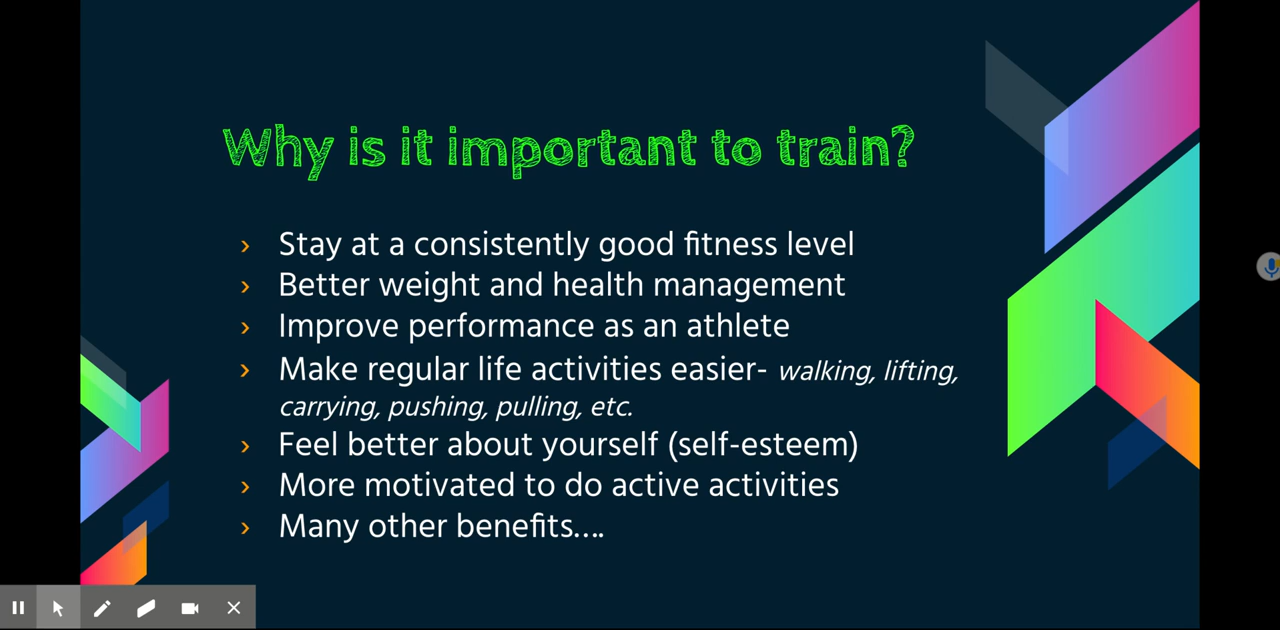 Why is it important to train?
› Stay at a consistently good fitness level
› Better weight and health management
› Improve performance as an athlete
› Make regular life activities easier- walking, lifting,
carrying, pushing, pulling, etc.
› Feel better about yourself (self-esteem)
› More motivated to do active activities
› Many other benefits....